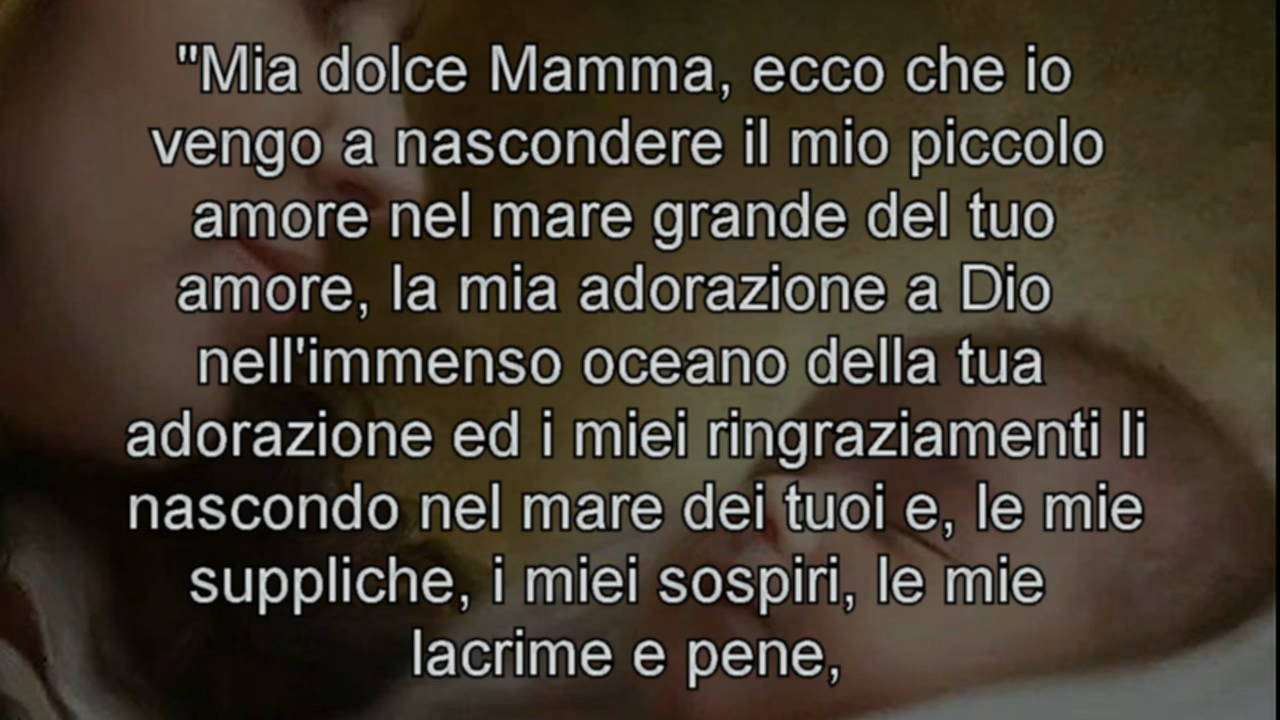 "Mia dolce Mamma, ecco che io
vengo a nascondere il mio piccolo
amore nel mare grande del tuo
amore, la mia adorazione a Dio
nell'immenso oceano della tua
adorazione ed i miei ringraziamenti li
nascondo nel mare dei tuoi e, le mie
suppliche, i miei sospiri, le mie
lacrime e pene,